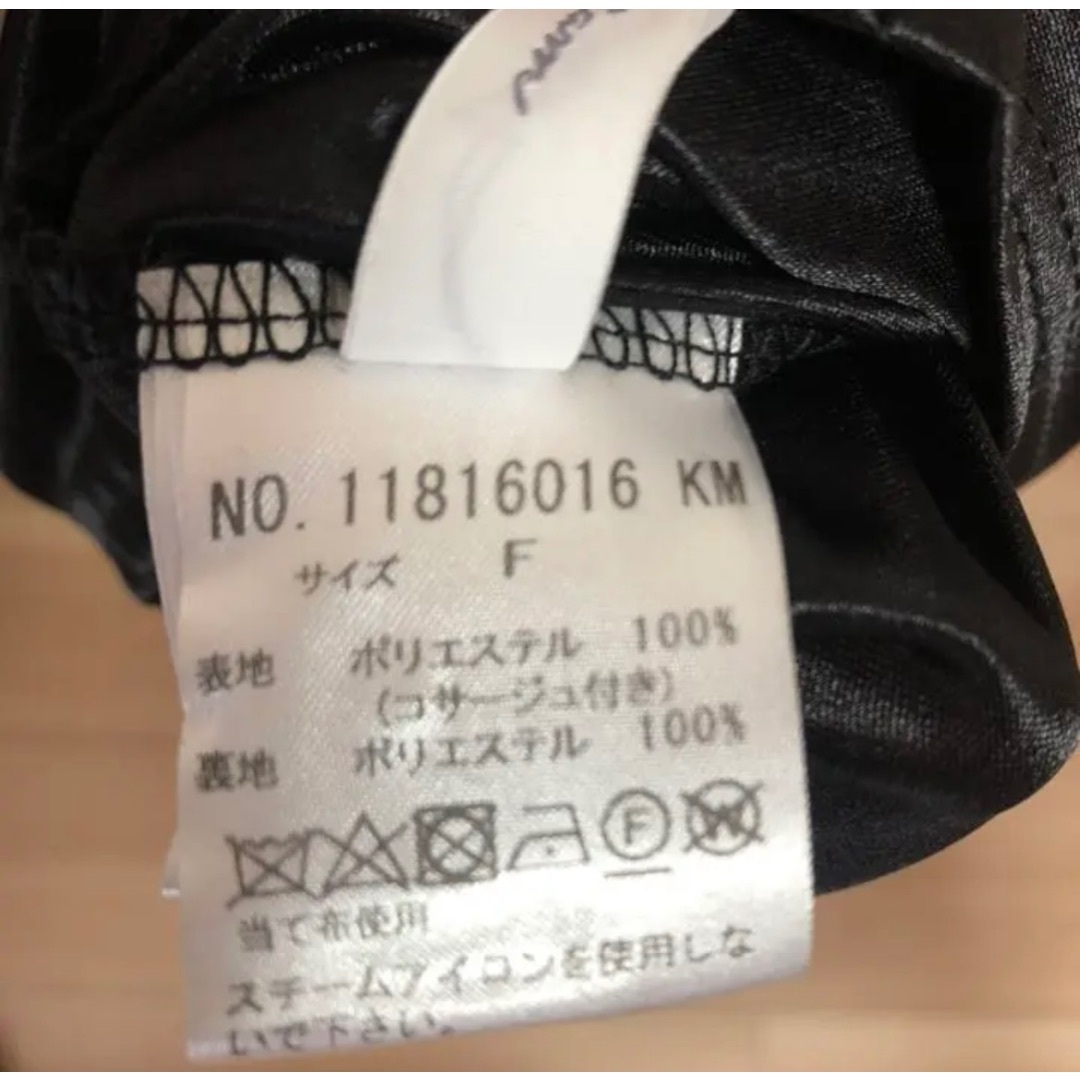 NO. 11816016 KM
サイズ F
表地 ポリエステル 100%
(コサージュ付き)
裏地 ポリエステル 100%
F W
当て布使用
スチームアイロンを使用しな
いで下さい。